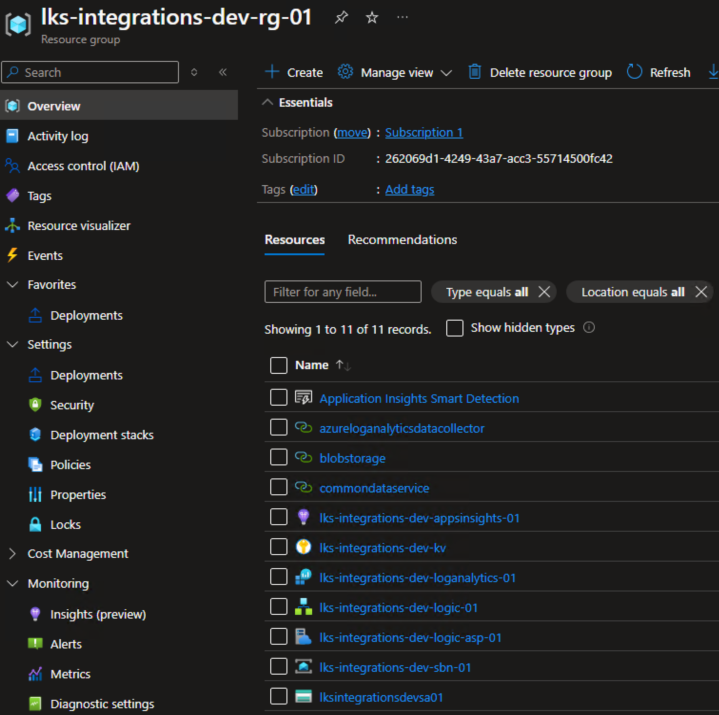 lks-integrations-dev-rg-01
Resource group
Search
Overview
Activity log
Access control (IAM)
Tags
Resource visualizer
Events
Favorites
Deployments
Settings
Deployments
Security
Deployment stacks
Policies
Properties
Locks
Cost Management
Monitoring
Insights (preview)
Alerts
Metrics
Diagnostic settings
Create Manage view Delete resource group Refresh
Essentials
Subscription (move) : Subscription 1
Subscription ID : 262069d1-4249-43a7-acc3-55714500fc42
Tags (edit) : Add tags
Resources Recommendations
Filter for any field... Type equals all Location equals all
Showing 1 to 11 of 11 records. Show hidden types
Name
Application Insights Smart Detection
azureloganalyticsdatacollector
blobstorage
commondataservice
lks-integrations-dev-appsinsights-01
lks-integrations-dev-kv
lks-integrations-dev-loganalytics-01
lks-integrations-dev-logic-01
lks-integrations-dev-logic-asp-01
lks-integrations-dev-sbn-01
lksintegrationsdevsa01